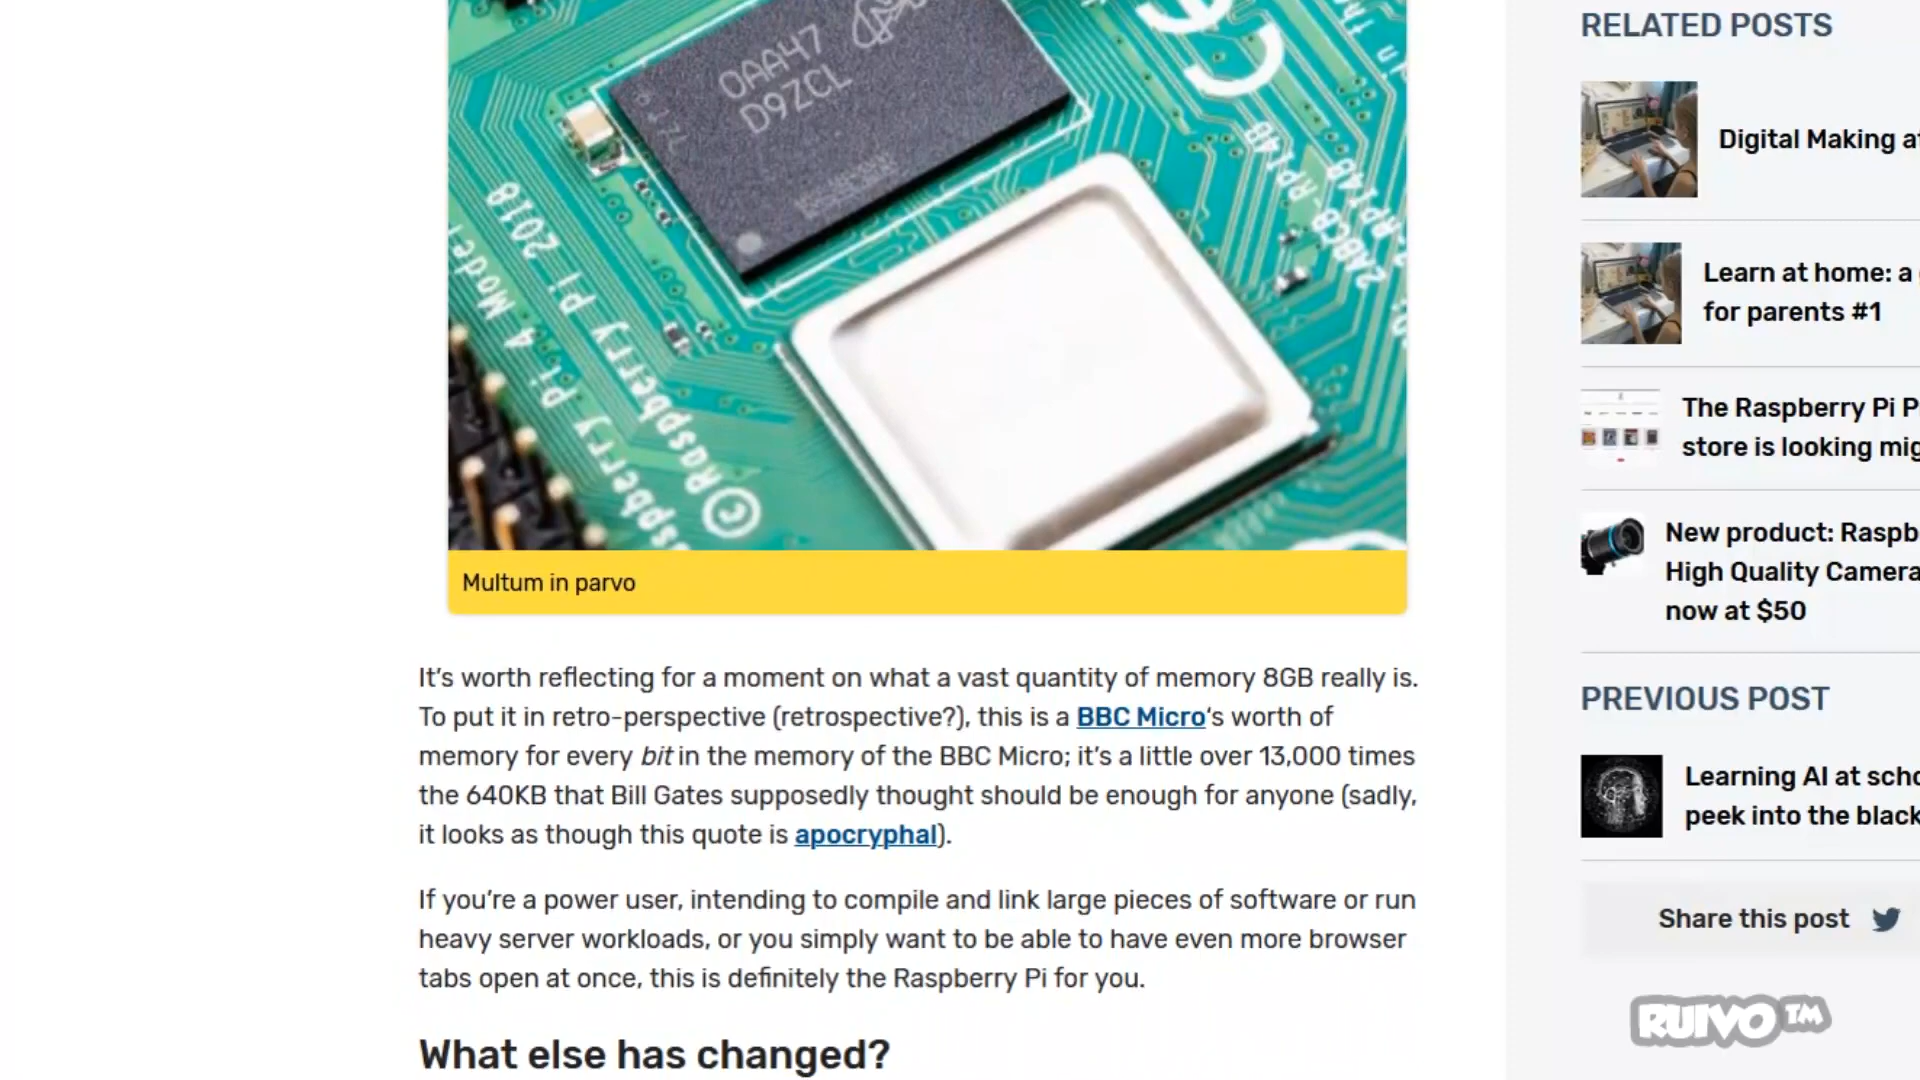 0AA47
D9ZCL
Raspberry Pi 2018
Pi 4 Model
©Raspberry
Multum in parvo
It's worth reflecting for a moment on what a vast quantity of memory 8GB really is.
To put it in retro-perspective (retrospective?), this is a BBC Micro's worth of
memory for every bit in the memory of the BBC Micro; it's a little over 13,000 times
the 640KB that Bill Gates supposedly thought should be enough for anyone (sadly,
it looks as though this quote is apocryphal).
If you're a power user, intending to compile and link large pieces of software or run
heavy server workloads, or you simply want to be able to have even more browser
tabs open at once, this is definitely the Raspberry Pi for you.
What else has changed?
RELATED POSTS
Digital Making at
Learn at home: a
for parents #1
The Raspberry Pi P
store is looking mig
New product: Raspb
High Quality Camera
now at $50
PREVIOUS POST
Learning AI at scho
peek into the black
Share this post
RUIVO™